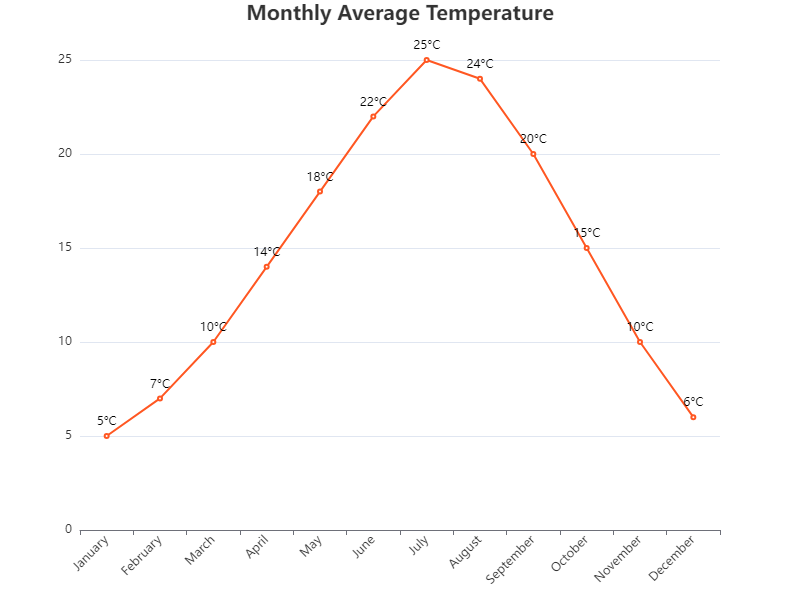 Monthly Average Temperature
25°C
25
24°C
22°C
20
20°C
18°C
15
15°C
14°C
10
10°C
10°C
7°C
6°C
5
5°C
0
January
February
March
April
May
June
July
August
September
October
November
December